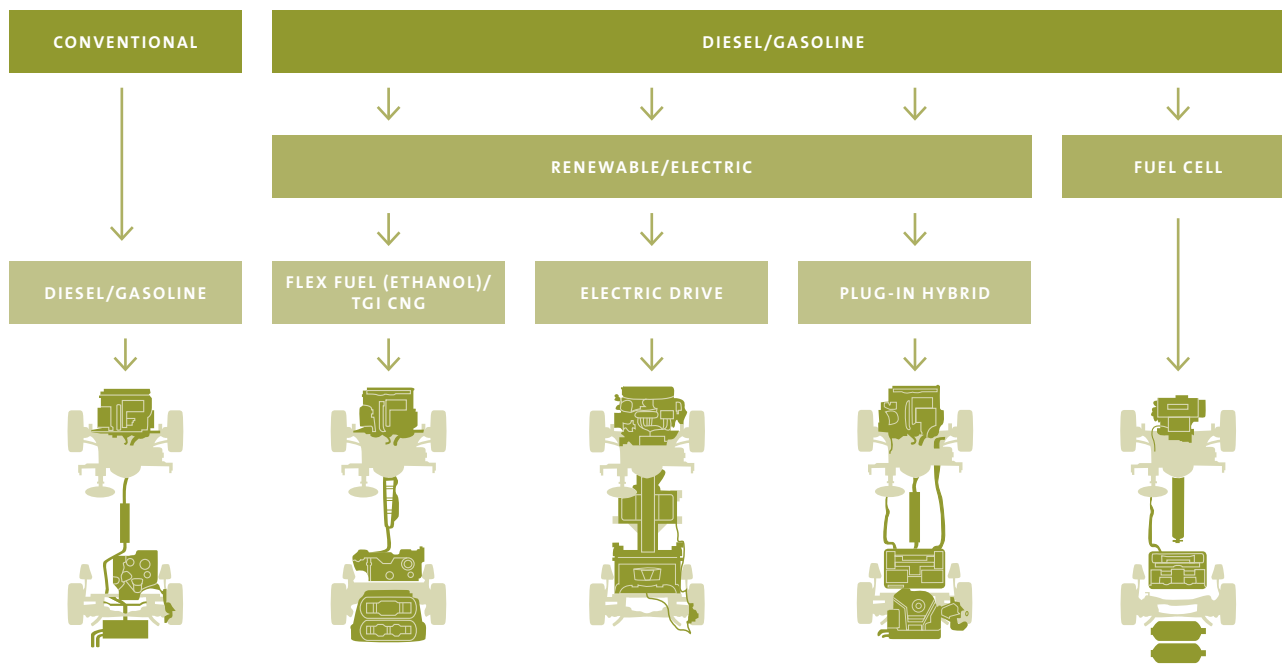 CONVENTIONAL
DIESEL/GASOLINE
RENEWABLE/ELECTRIC
FUEL CELL
DIESEL/GASOLINE
FLEX FUEL (ETHANOL)/
TGI CNG
ELECTRIC DRIVE
PLUG-IN HYBRID